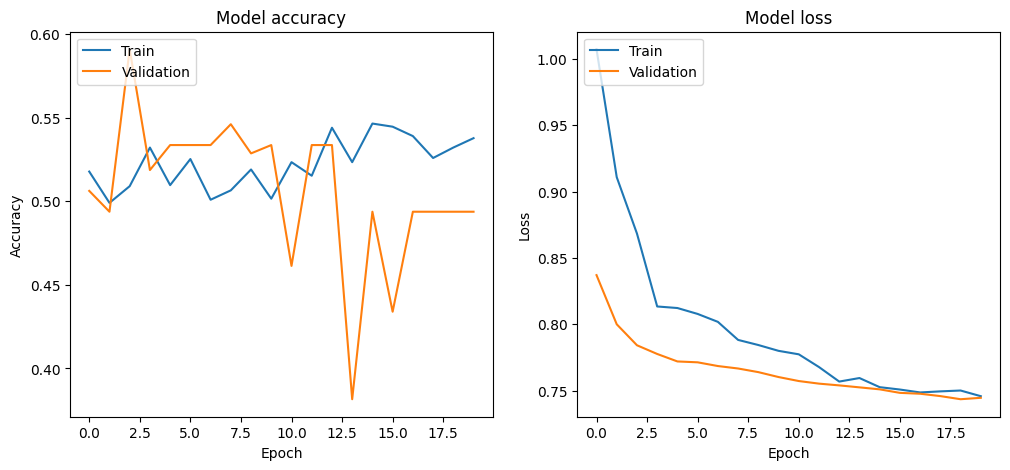 Model accuracy
Train
Validation
0.60
0.55
0.50
0.45
0.40
Accuracy
0.0 2.5 5.0 7.5 10.0 12.5 15.0 17.5
Epoch
Model loss
Train
Validation
1.00
0.95
0.90
0.85
0.80
0.75
Loss
0.0 2.5 5.0 7.5 10.0 12.5 15.0 17.5
Epoch